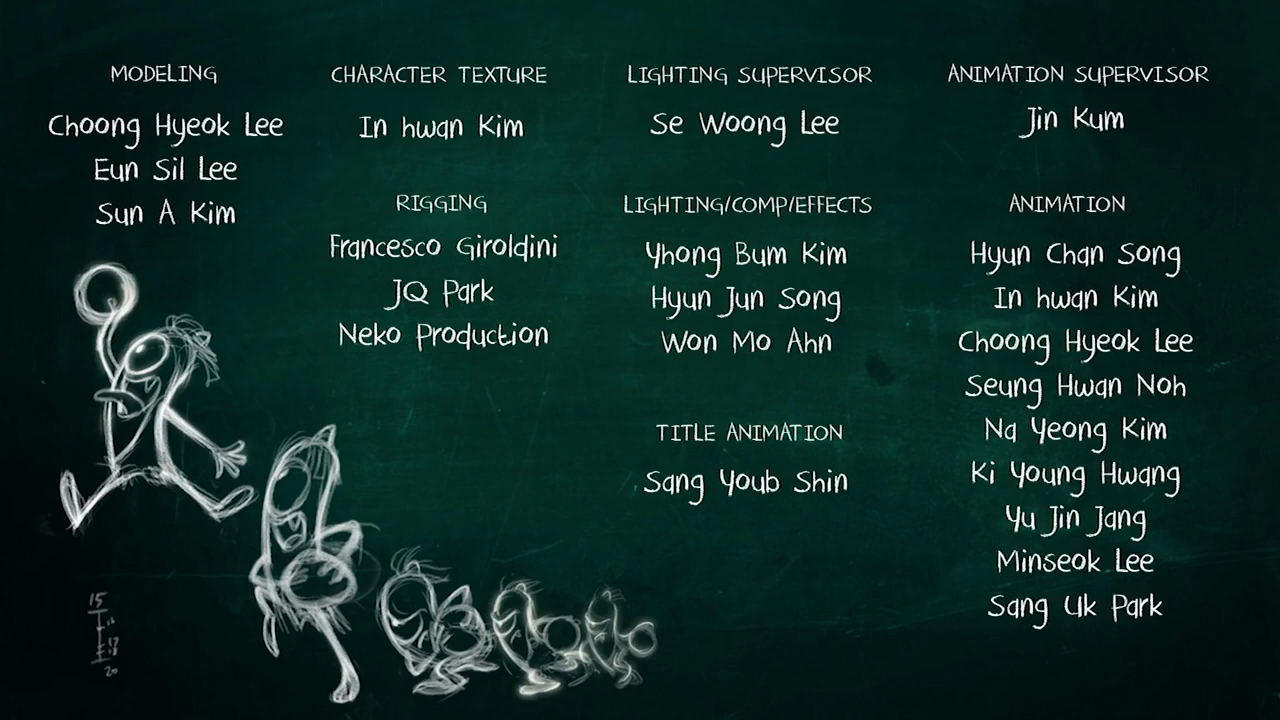 MODELING
Choong Hyeok Lee
Eun Sil Lee
Sun A Kim
CHARACTER TEXTURE
In hwan Kim
RIGGING
Francesco Giroldini
JQ Park
Neko Production
LIGHTING SUPERVISOR
Se Woong Lee
LIGHTING/COMP/EFFECTS
Yhong Bum Kim
Hyun Jun Song
Won Mo Ahn
TITLE ANIMATION
Sang Youb Shin
ANIMATION SUPERVISOR
Jin Kum
ANIMATION
Hyun Chan Song
In hwan Kim
Choong Hyeok Lee
Seung Hwan Noh
Na Yeong Kim
Ki Young Hwang
Yu Jin Jang
Minseok Lee
Sang Uk Park
15
20